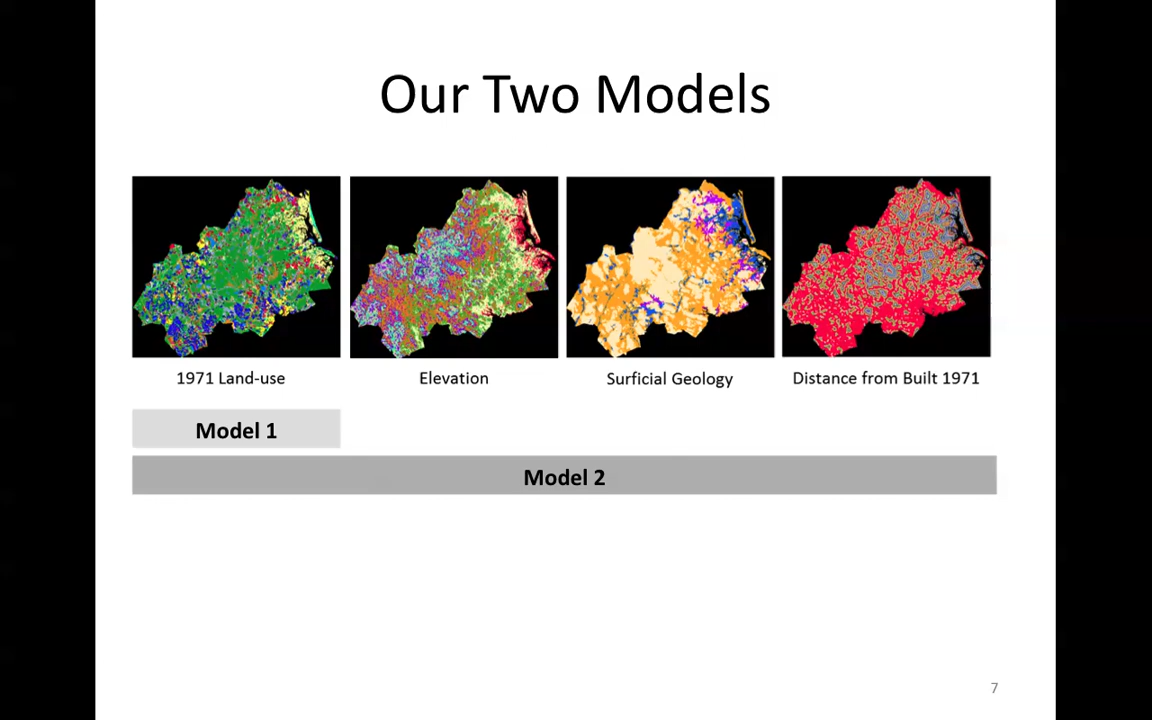 Our Two Models
1971 Land-use
Elevation
Surficial Geology
Distance from Built 1971
Model 1
Model 2
7